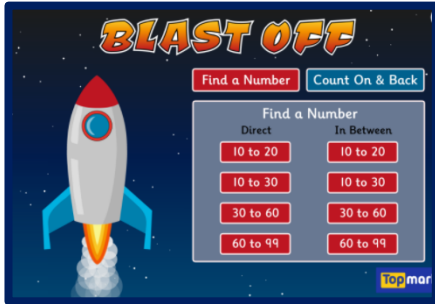 BLAST OFF
Find a Number Count On & Back
Find a Number
Direct In Between
10 to 20 10 to 20
10 to 30 10 to 30
30 to 60 30 to 60
60 to 99 60 to 99
Topmar